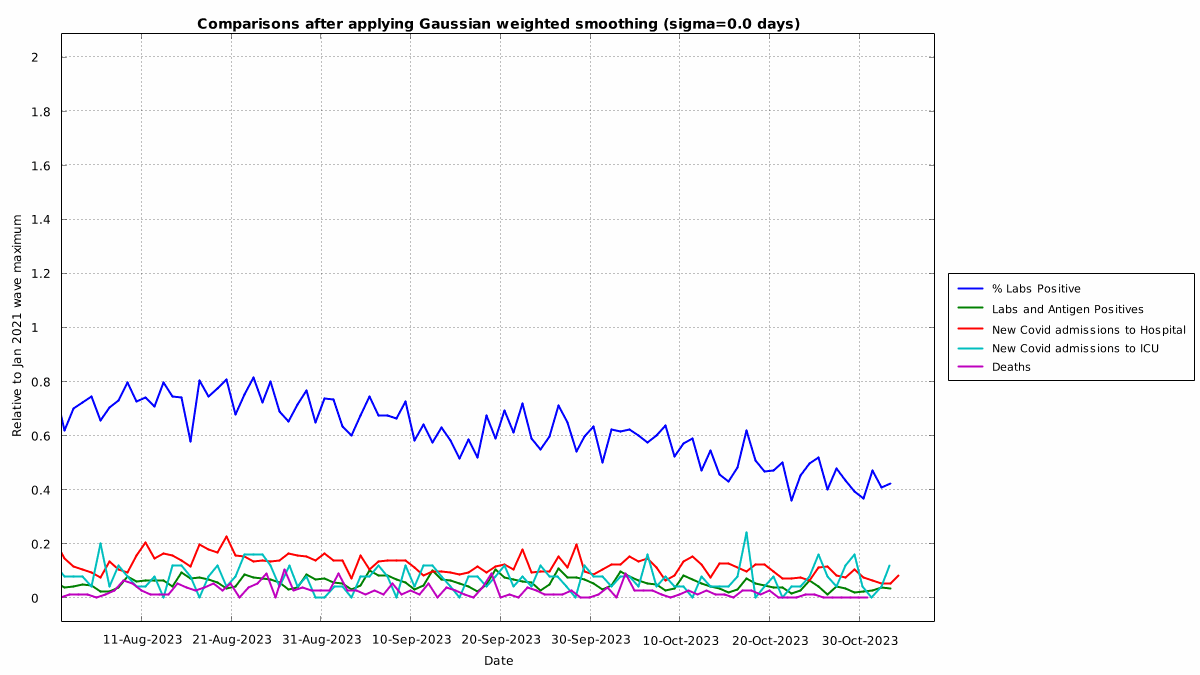 Comparisons after applying Gaussian weighted smoothing (sigma=0.0 days)
Relative to Jan 2021 wave maximum
2
1.8
1.6
1.4
1.2
1
0.8
0.6
0.4
0.2
0
11-Aug-2023 21-Aug-2023 31-Aug-2023 10-Sep-2023 20-Sep-2023 30-Sep-2023 10-Oct-2023 20-Oct-2023 30-Oct-2023
Date
% Labs Positive
Labs and Antigen Positives
New Covid admissions to Hospital
New Covid admissions to ICU
Deaths